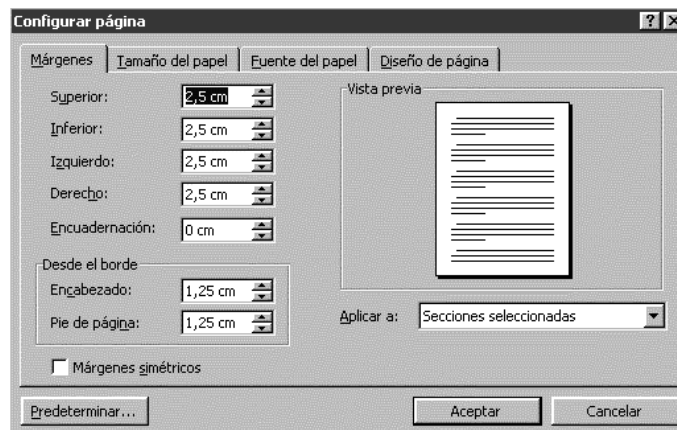 Configurar página
Márgenes Tamaño del papel Fuente del papel Diseño de página
Superior: 2,5 cm
Inferior: 2,5 cm
Izquierdo: 2,5 cm
Derecho: 2,5 cm
Encuadernación: 0 cm
Desde el borde
Encabezado: 1,25 cm
Pie de página: 1,25 cm
Márgenes simétricos
Vista previa
Aplicar a: Secciones seleccionadas
Predeterminar... Aceptar Cancelar